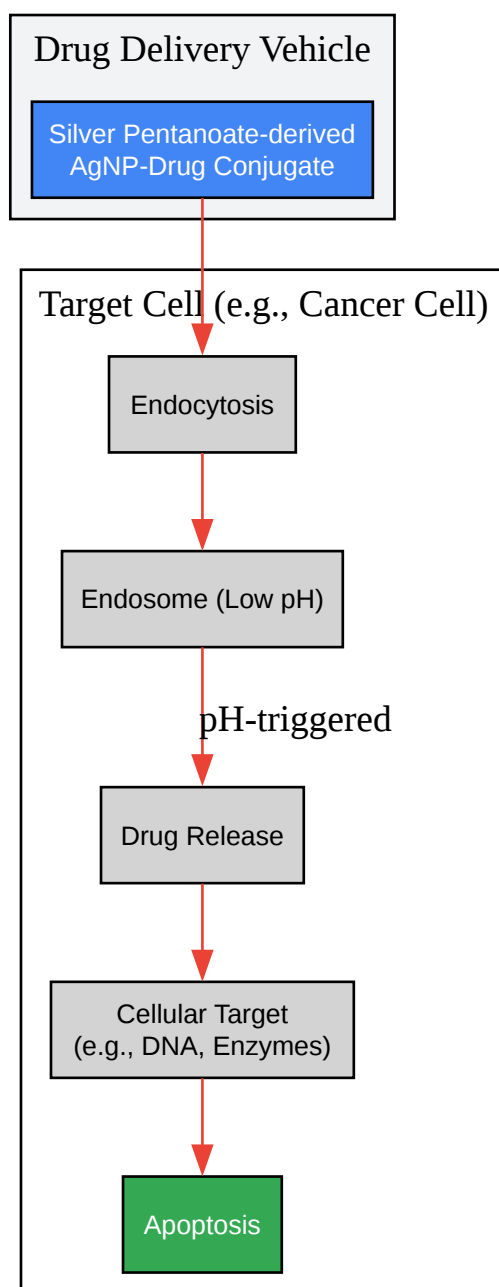 Drug Delivery Vehicle
Silver Pentanoate-derived
AgNP-Drug Conjugate
Target Cell (e.g., Cancer Cell)
Endocytosis
Endosome (Low pH)
pH-triggered
Drug Release
Cellular Target
(e.g., DNA, Enzymes)
Apoptosis